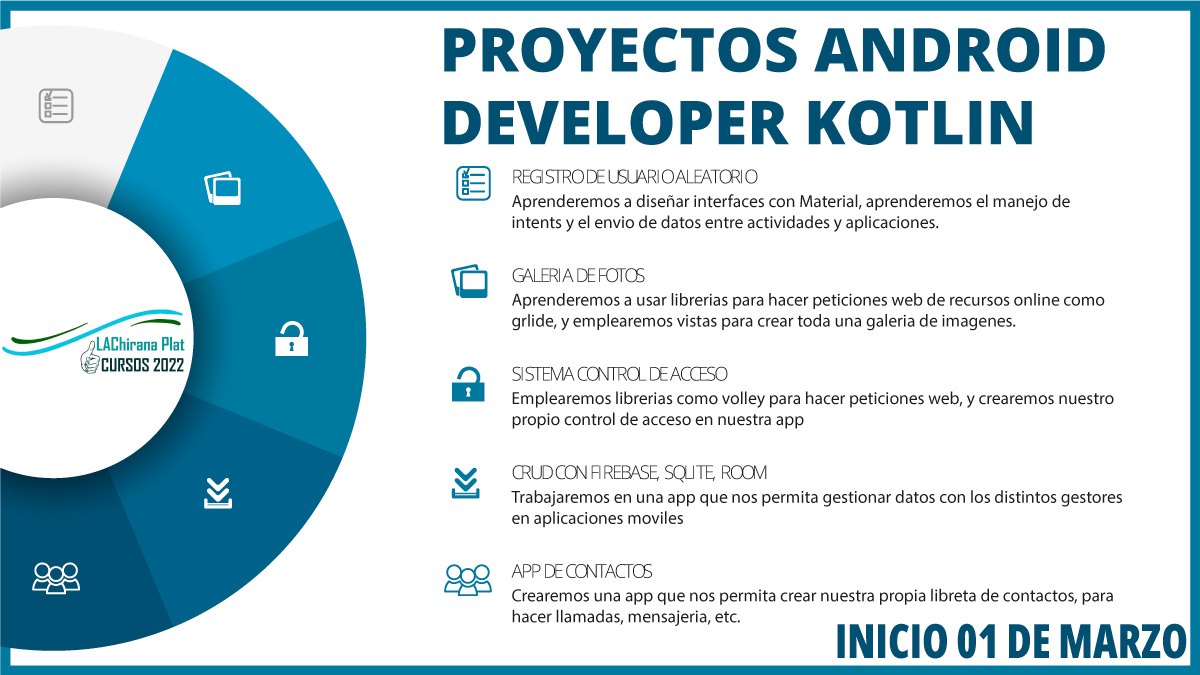 PROYECTOS ANDROID
DEVELOPER KOTLIN
REGISTRO DE USUARIO ALEATORIO
Aprenderemos a diseñar interfaces con Material, aprenderemos el manejo de
intents y el envio de datos entre actividades y aplicaciones.
GALERIA DE FOTOS
Aprenderemos a usar librerias para hacer peticiones web de recursos online como
grlide, y emplearemos vistas para crear toda una galeria de imagenes.
SISTEMA CONTROL DE ACCESO
Emplearemos librerias como volley para hacer peticiones web, y crearemos nuestro
propio control de acceso en nuestra app
CRUD CON FIREBASE, SQLITE, ROOM
Trabajaremos en una app que nos permita gestionar datos con los distintos gestores
en aplicaciones moviles
APP DE CONTACTOS
Crearemos una app que nos permita crear nuestra propia libreta de contactos, para
hacer llamadas, mensajeria, etc.
INICIO 01 DE MARZO
LAChirana Plat
CURSOS 2022